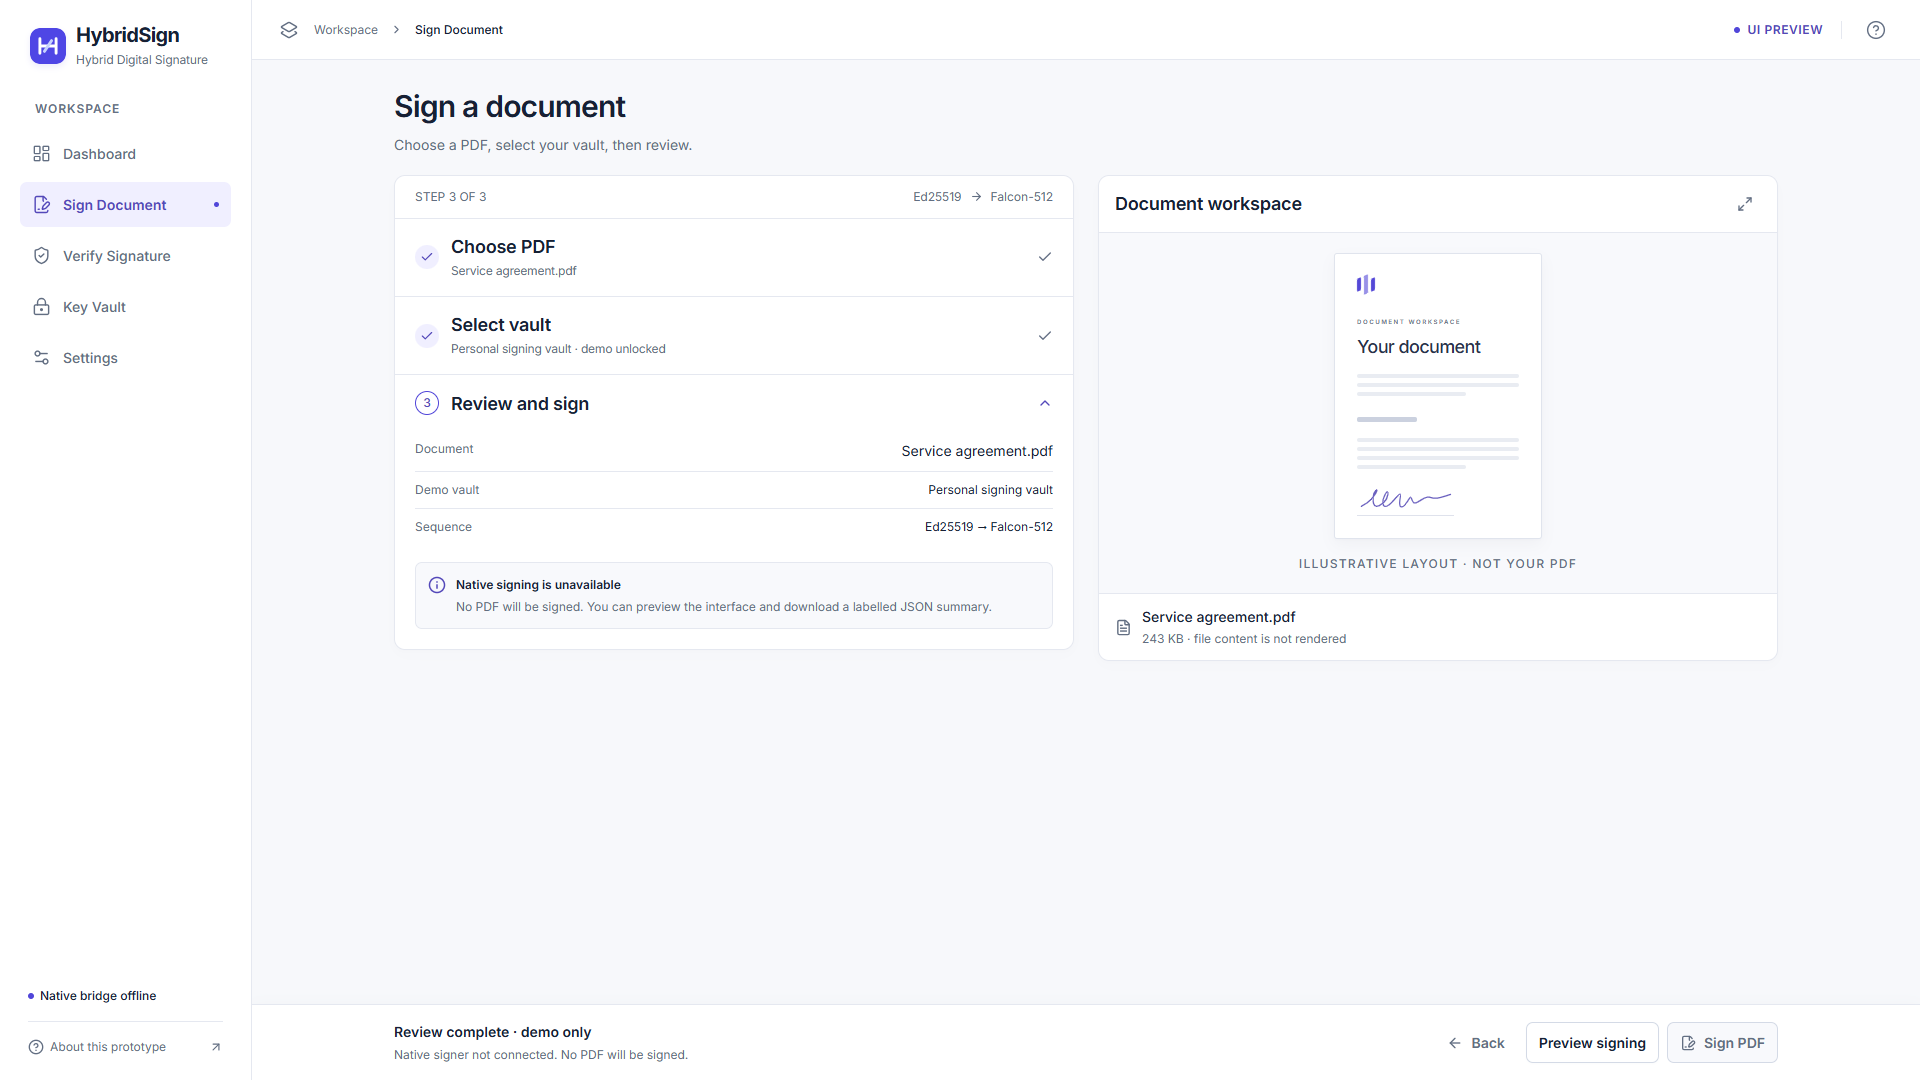 HybridSign
Hybrid Digital Signature
WORKSPACE
Dashboard
Sign Document
Verify Signature
Key Vault
Settings
Native bridge offline
About this prototype
Workspace > Sign Document
UI PREVIEW
Sign a document
Choose a PDF, select your vault, then review.
STEP 3 OF 3
Ed25519 → Falcon-512
Choose PDF
Service agreement.pdf
Select vault
Personal signing vault · demo unlocked
3 Review and sign
Document Service agreement.pdf
Demo vault Personal signing vault
Sequence Ed25519 → Falcon-512
Native signing is unavailable
No PDF will be signed. You can preview the interface and download a labelled JSON summary.
Document workspace
DOCUMENT WORKSPACE
Your document
ILLUSTRATIVE LAYOUT · NOT YOUR PDF
Service agreement.pdf
243 KB · file content is not rendered
Review complete · demo only
Native signer not connected. No PDF will be signed.
← Back
Preview signing
Sign PDF